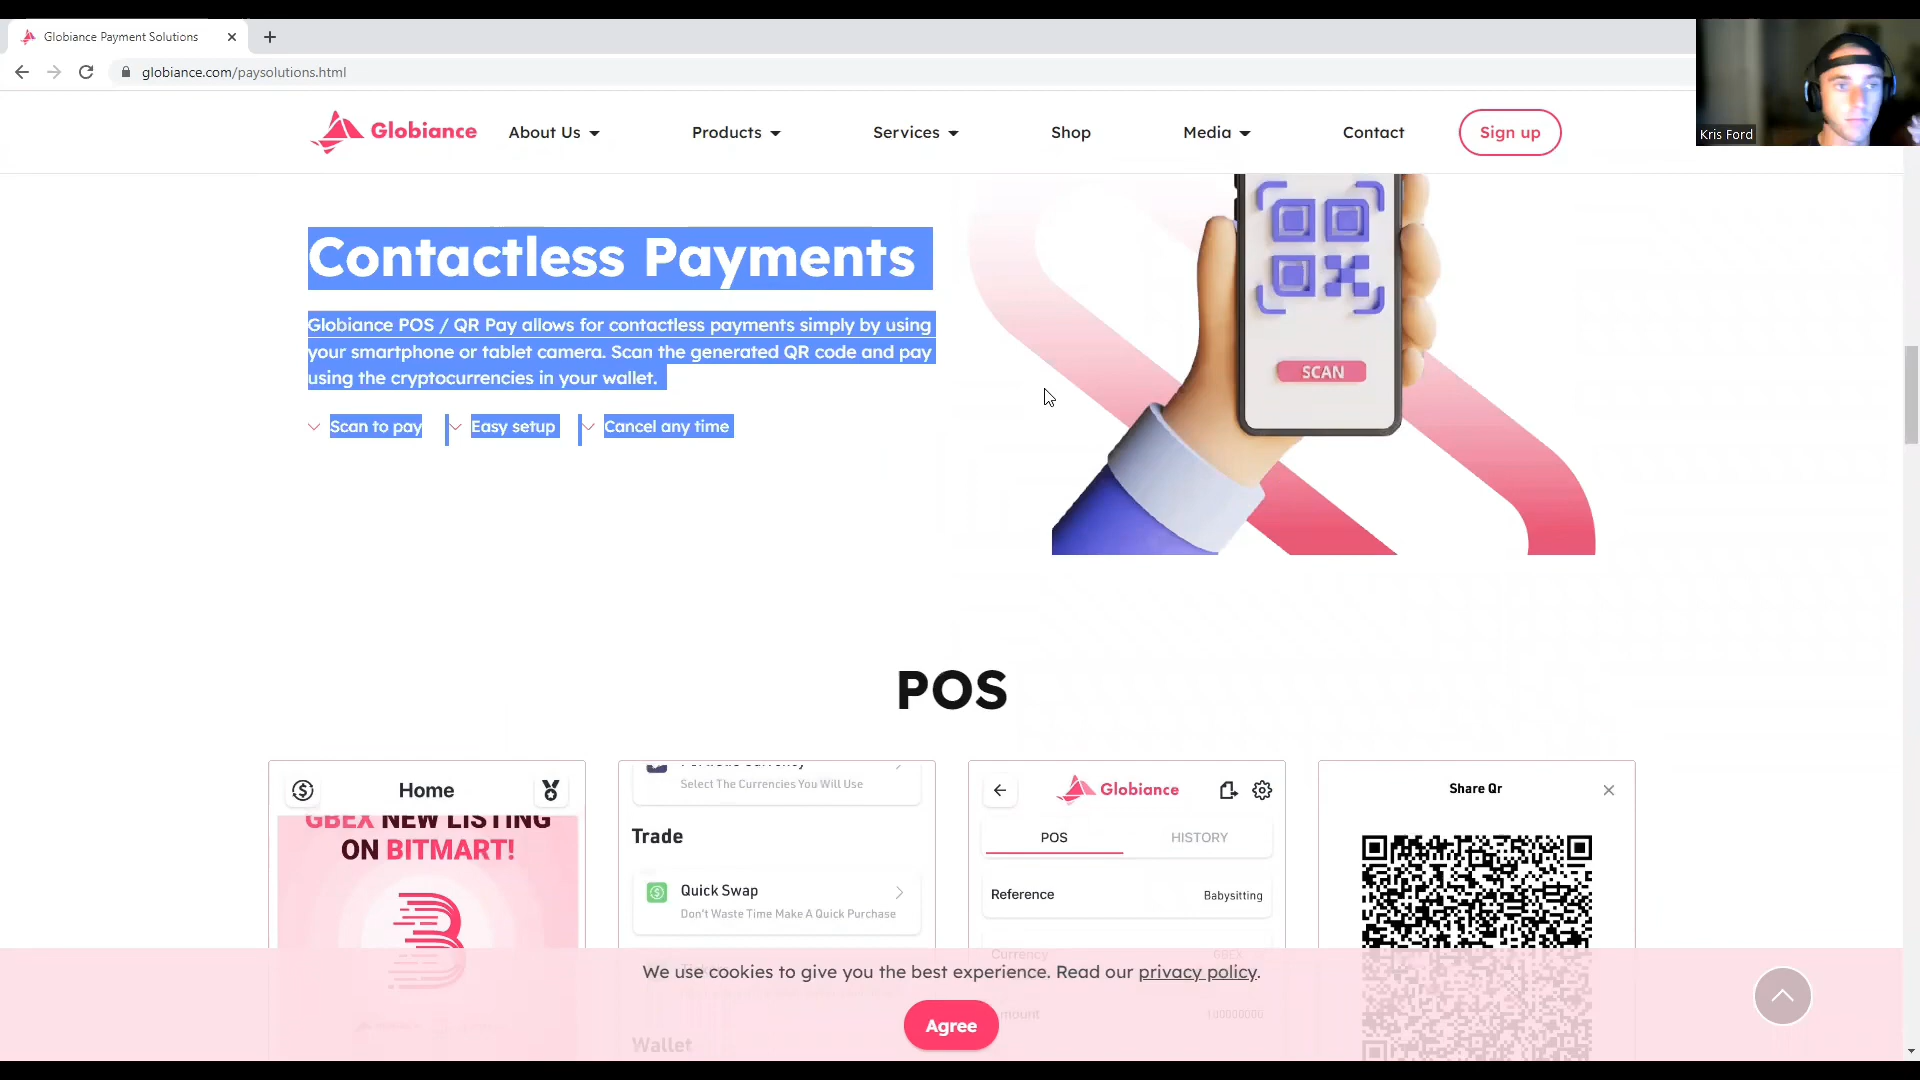 Globiance Payment Solutions
globiance.com/paysolutions.html
Globiance
About Us
Products
Services
Shop
Media
Contact
Sign up
Kris Ford
Contactless Payments
Globiance POS / QR Pay allows for contactless payments simply by using
your smartphone or tablet camera. Scan the generated QR code and pay
using the cryptocurrencies in your wallet.
Scan to pay
Easy setup
Cancel any time
SCAN
POS
Home
GBEX NEW LISTING
ON BITMART!
Select The Currencies You Will Use
Trade
Quick Swap
Don't Waste Time Make A Quick Purchase
Wallet
Globiance
POS
HISTORY
Reference
Babysitting
Currency
GBEX
Share Qr
We use cookies to give you the best experience. Read our privacy policy.
Agree